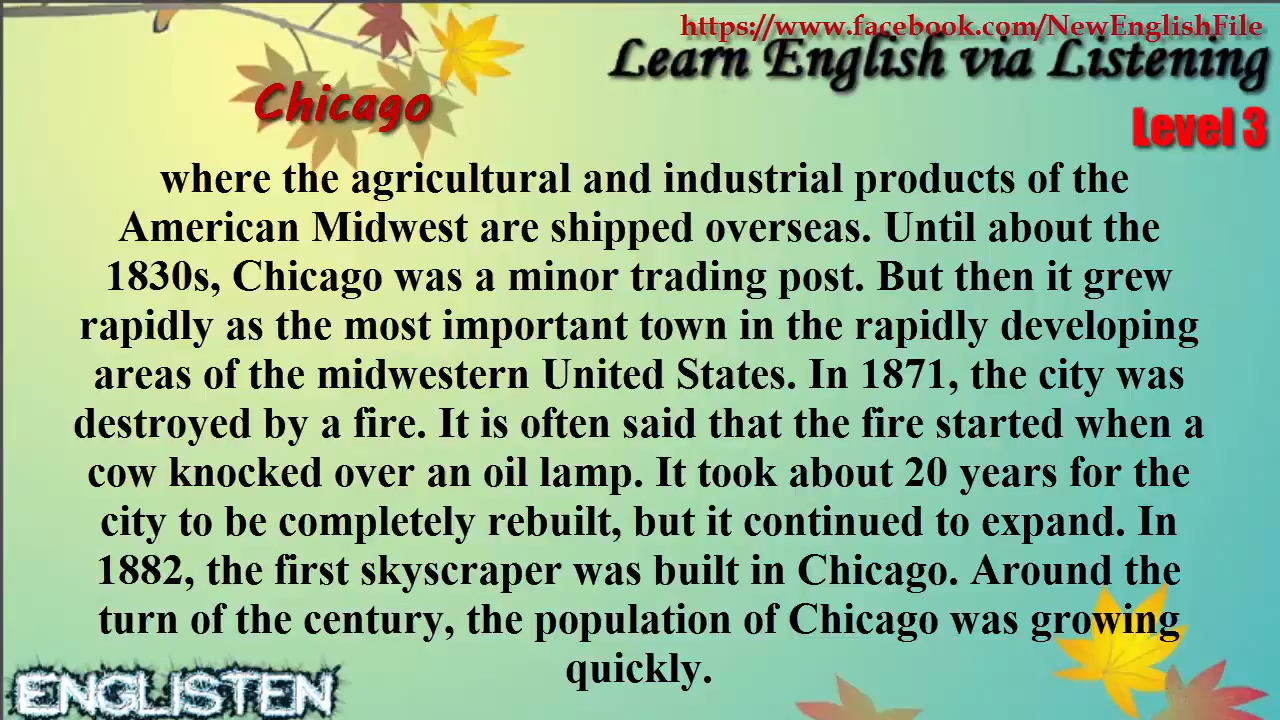 https://www.facebook.com/NewEnglishFile
Learn English via Listening
Chicago
Level 3
where the agricultural and industrial products of the
American Midwest are shipped overseas. Until about the
1830s, Chicago was a minor trading post. But then it grew
rapidly as the most important town in the rapidly developing
areas of the midwestern United States. In 1871, the city was
destroyed by a fire. It is often said that the fire started when a
cow knocked over an oil lamp. It took about 20 years for the
city to be completely rebuilt, but it continued to expand. In
1882, the first skyscraper was built in Chicago. Around the
turn of the century, the population of Chicago was growing
quickly.
ENGLISTEN